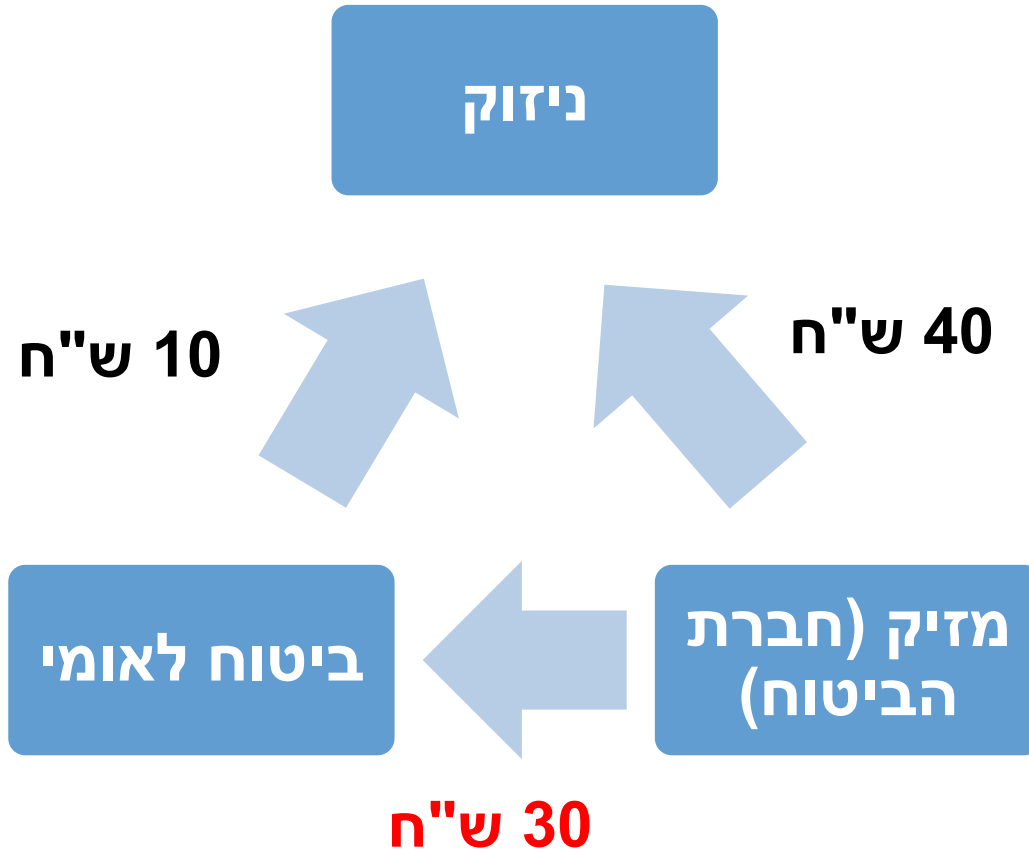 ניזוק
40 ש"ח
10 ש"ח
מזיק (חברת
הביטוח)
ביטוח לאומי
30 ש"ח